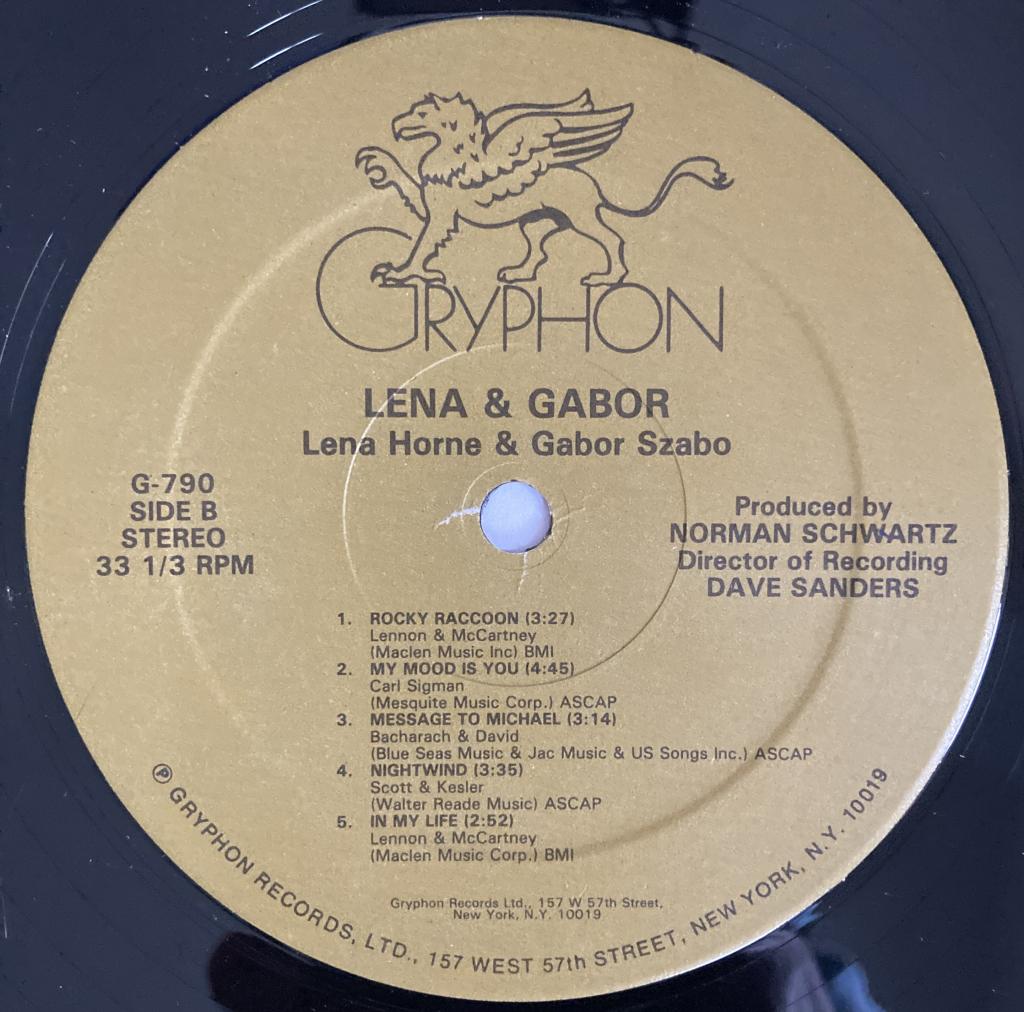 GRYPHON
LENA & GABOR
Lena Horne & Gabor Szabo
G-790
SIDE B
STEREO
33 1/3 RPM
Produced by
NORMAN SCHWARTZ
Director of Recording
DAVE SANDERS
1. ROCKY RACCOON (3:27)
Lennon & McCartney
(Maclen Music Inc) BMI
2. MY MOOD IS YOU (4:45)
Carl Sigman
(Mesquite Music Corp.) ASCAP
3. MESSAGE TO MICHAEL (3:14)
Bacharach & David
(Blue Seas Music & Jac Music & US Songs Inc.) ASCAP
4. NIGHTWIND (3:35)
Scott & Kesler
(Walter Reade Music) ASCAP
5. IN MY LIFE (2:52)
Lennon & McCartney
(Maclen Music Corp.) BMI
Gryphon Records Ltd., 157 W 57th Street,
New York, N.Y. 10019
℗ GRYPHON RECORDS, LTD., 157 WEST 57th STREET, NEW YORK, N.Y. 10019